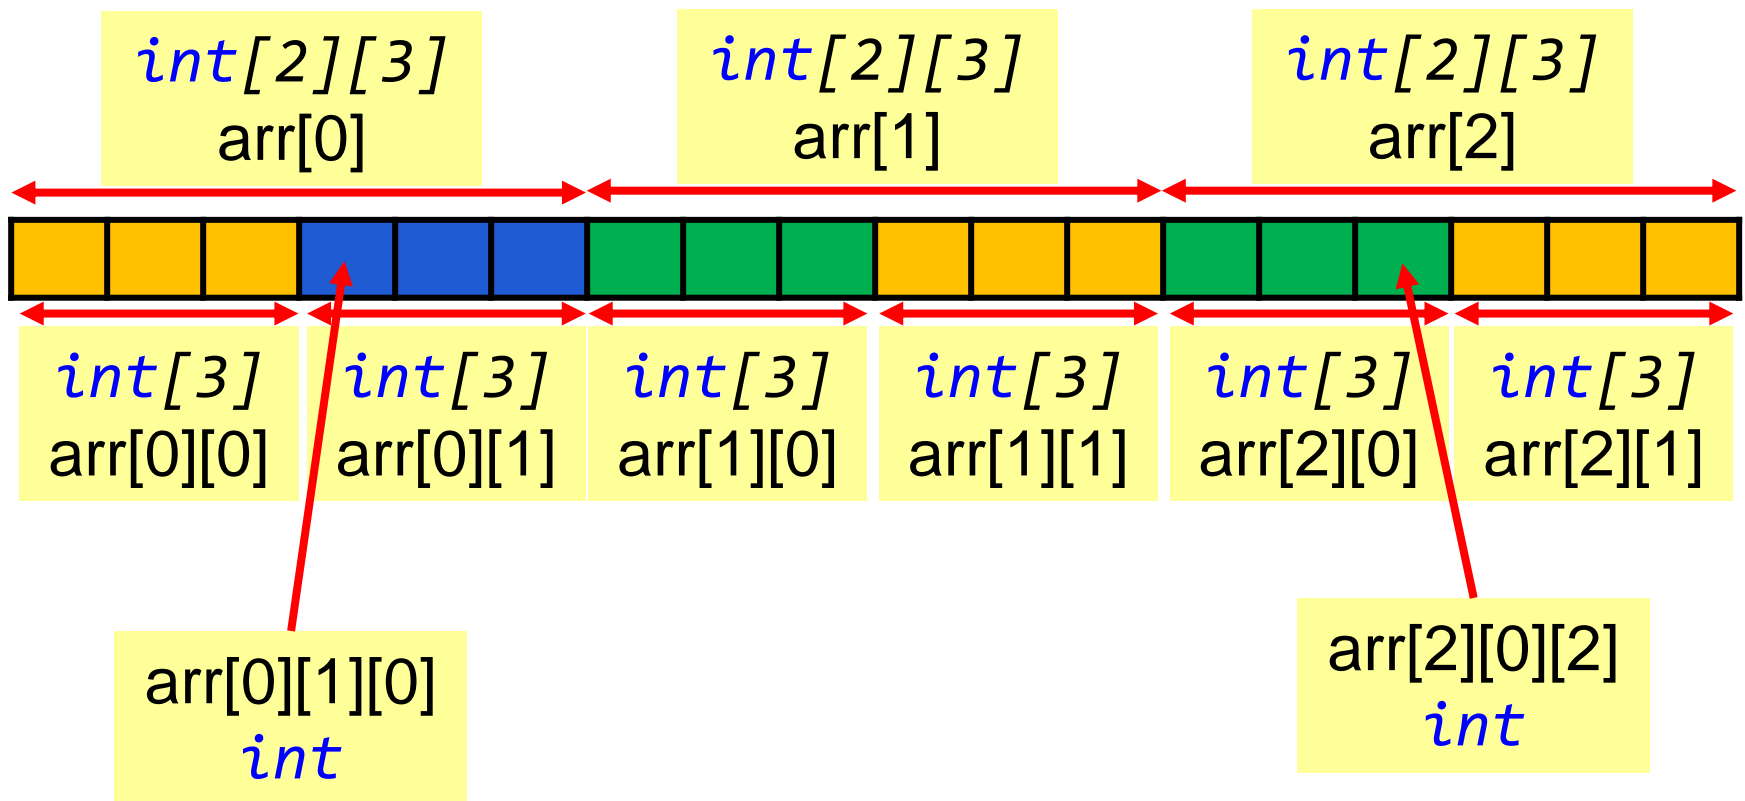 int[2][3]
arr[0]
int[2][3]
arr[1]
int[2][3]
arr[2]
int[3]
arr[0][0]
int[3]
arr[0][1]
int[3]
arr[1][0]
int[3]
arr[1][1]
int[3]
arr[2][0]
int[3]
arr[2][1]
arr[0][1][0]
int
arr[2][0][2]
int